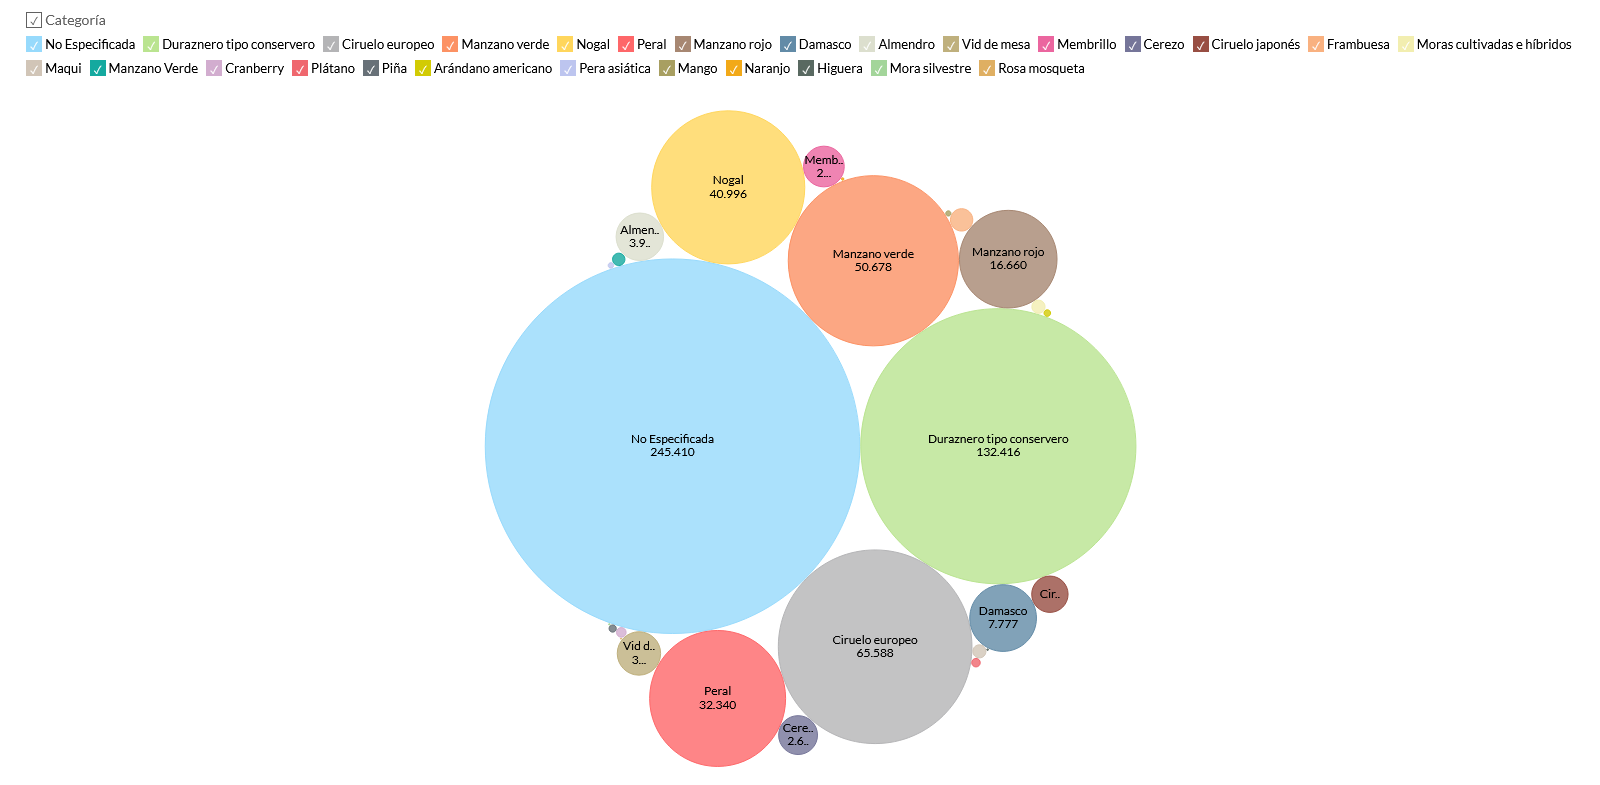 Categoría
No Especificada Duraznero tipo conservero Ciruelo europeo Manzano verde Nogal Peral Manzano rojo Damasco Almendro Vid de mesa Membrillo Cerezo Ciruelo japonés Frambuesa Moras cultivadas e híbridos
Maqui Manzano Verde Cranberry Plátano Piña Arándano americano Pera asiática Mango Naranjo Higuera Mora silvestre Rosa mosqueta
Memb..
2...
Nogal
40.996
Almen..
3.9..
Manzano verde
50.678
Manzano rojo
16.660
No Especificada
245.410
Duraznero tipo conservero
132.416
Cir..
Damasco
7.777
Ciruelo europeo
65.588
Vid d..
3...
Peral
32.340
Cere..
2.6..